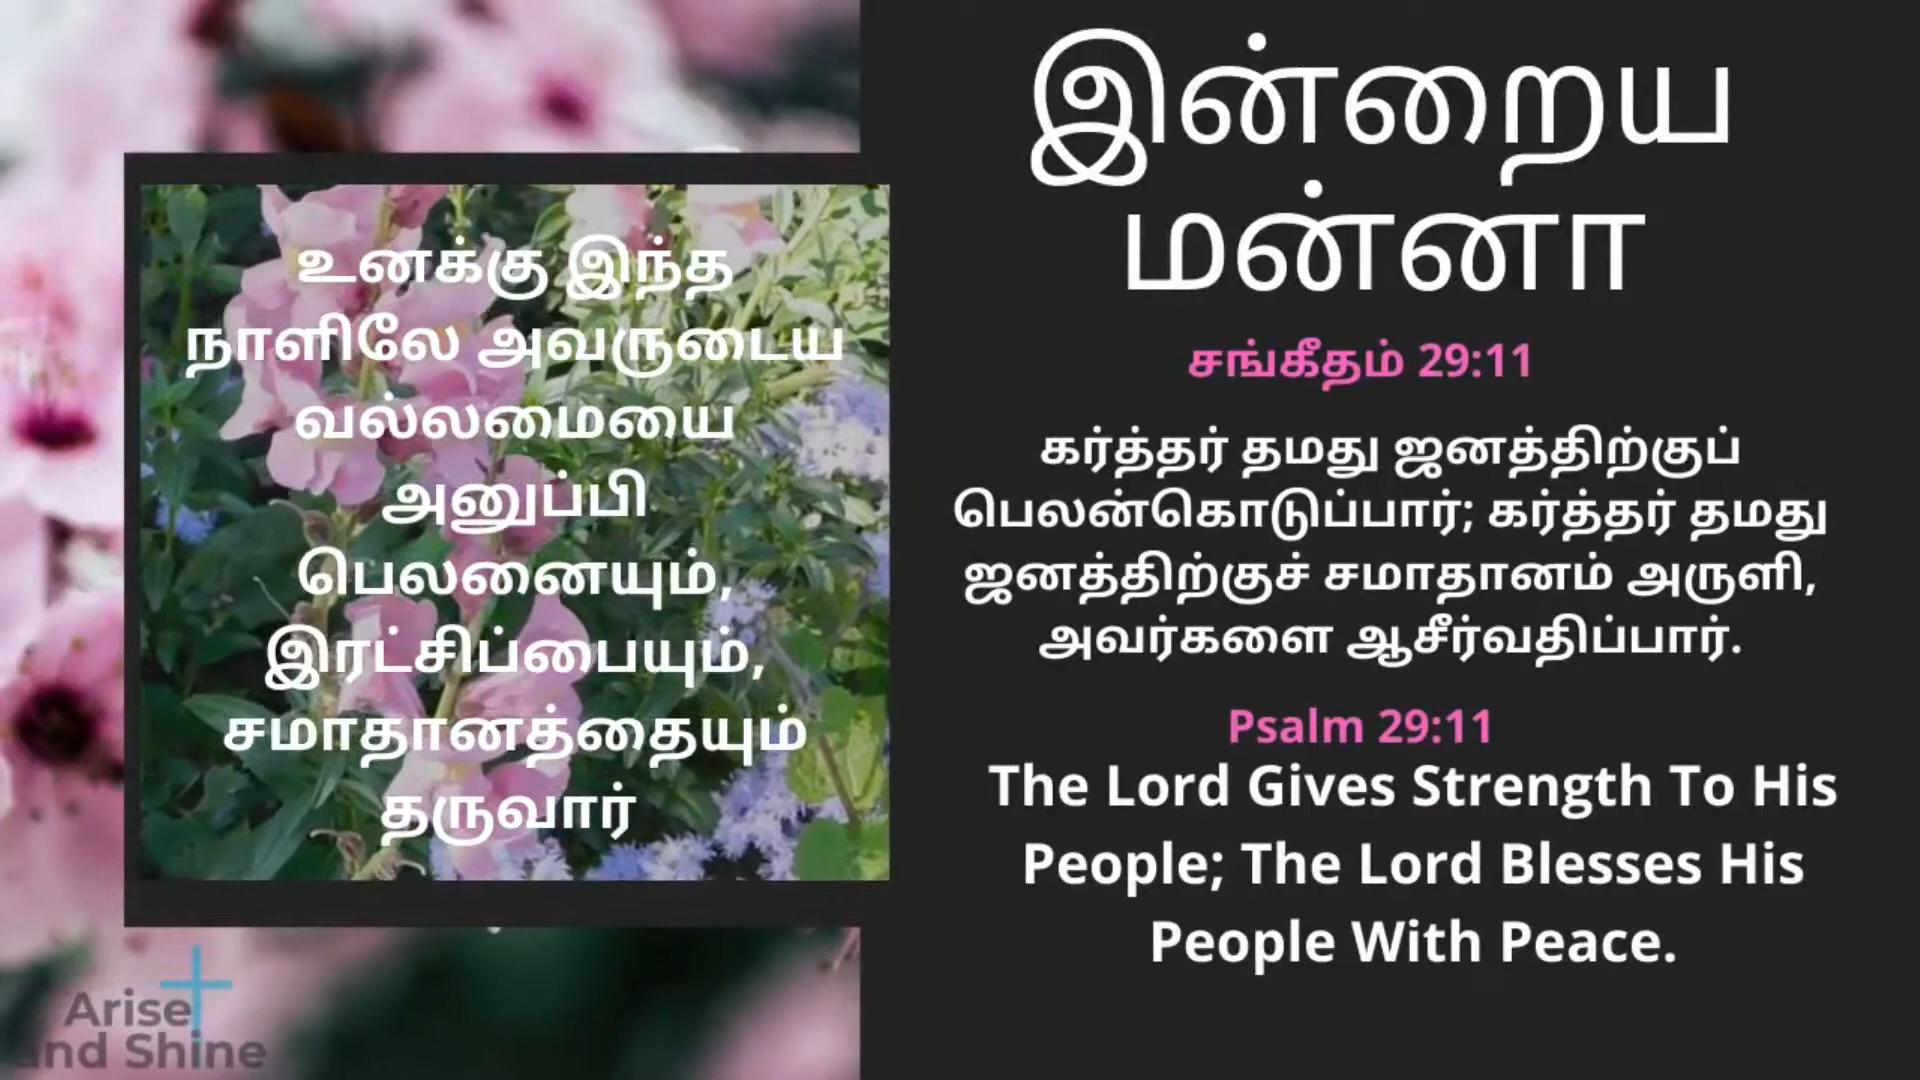 உனக்கு இந்த
நாளிலே அவருடைய
வல்லமையை
அனுப்பி
பெலனையும்,
இரட்சிப்பையும்,
சமாதானத்தையும்
தருவார்
இன்றைய
மன்னா
சங்கீதம் 29:11
கர்த்தர் தமது ஜனத்திற்குப்
பெலன்கொடுப்பார்; கர்த்தர் தமது
ஜனத்திற்குச் சமாதானம் அருளி,
அவர்களை ஆசீர்வதிப்பார்.
Psalm 29:11
The Lord Gives Strength To His
People; The Lord Blesses His
People With Peace.
Arise
and Shine